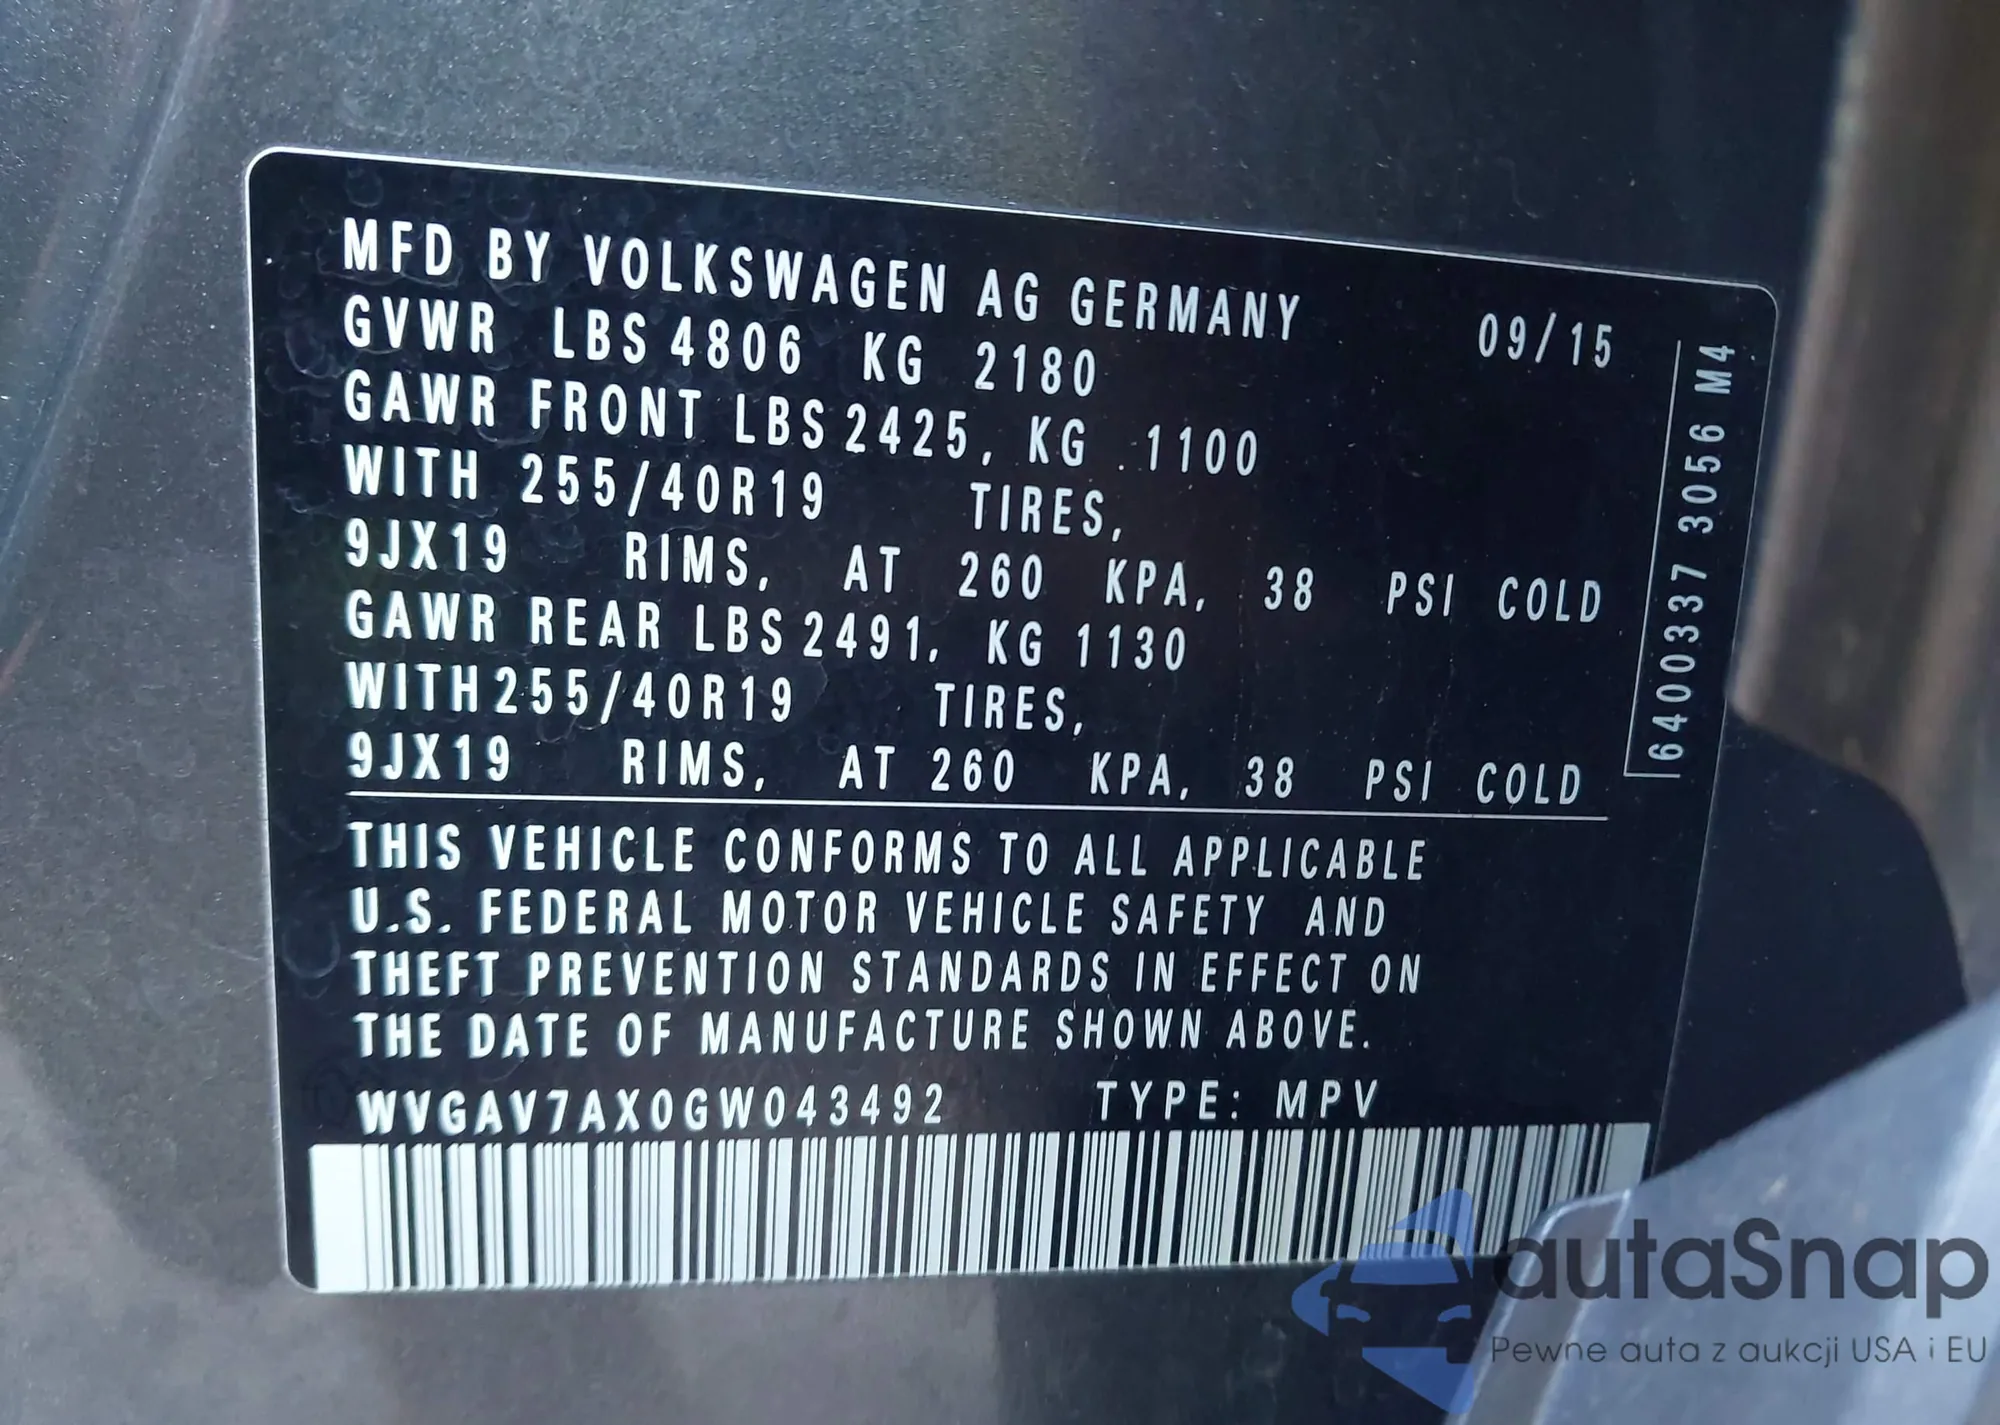 MFD BY VOLKSWAGEN AG GERMANY 09/15
GVWR LBS 4806 KG 2180
GAWR FRONT LBS 2425, KG .1100
WITH 255/40R19 TIRES,
9JX19 RIMS, AT 260 KPA, 38 PSI COLD
GAWR REAR LBS 2491, KG 1130
WITH 255/40R19 TIRES,
9JX19 RIMS, AT 260 KPA, 38 PSI COLD
6400337 3056 M4
THIS VEHICLE CONFORMS TO ALL APPLICABLE
U.S. FEDERAL MOTOR VEHICLE SAFETY AND
THEFT PREVENTION STANDARDS IN EFFECT ON
THE DATE OF MANUFACTURE SHOWN ABOVE.
WVGAV7AX0GW043492 TYPE: MPV
autaSnap
Pewne auta z aukcji USA i EU